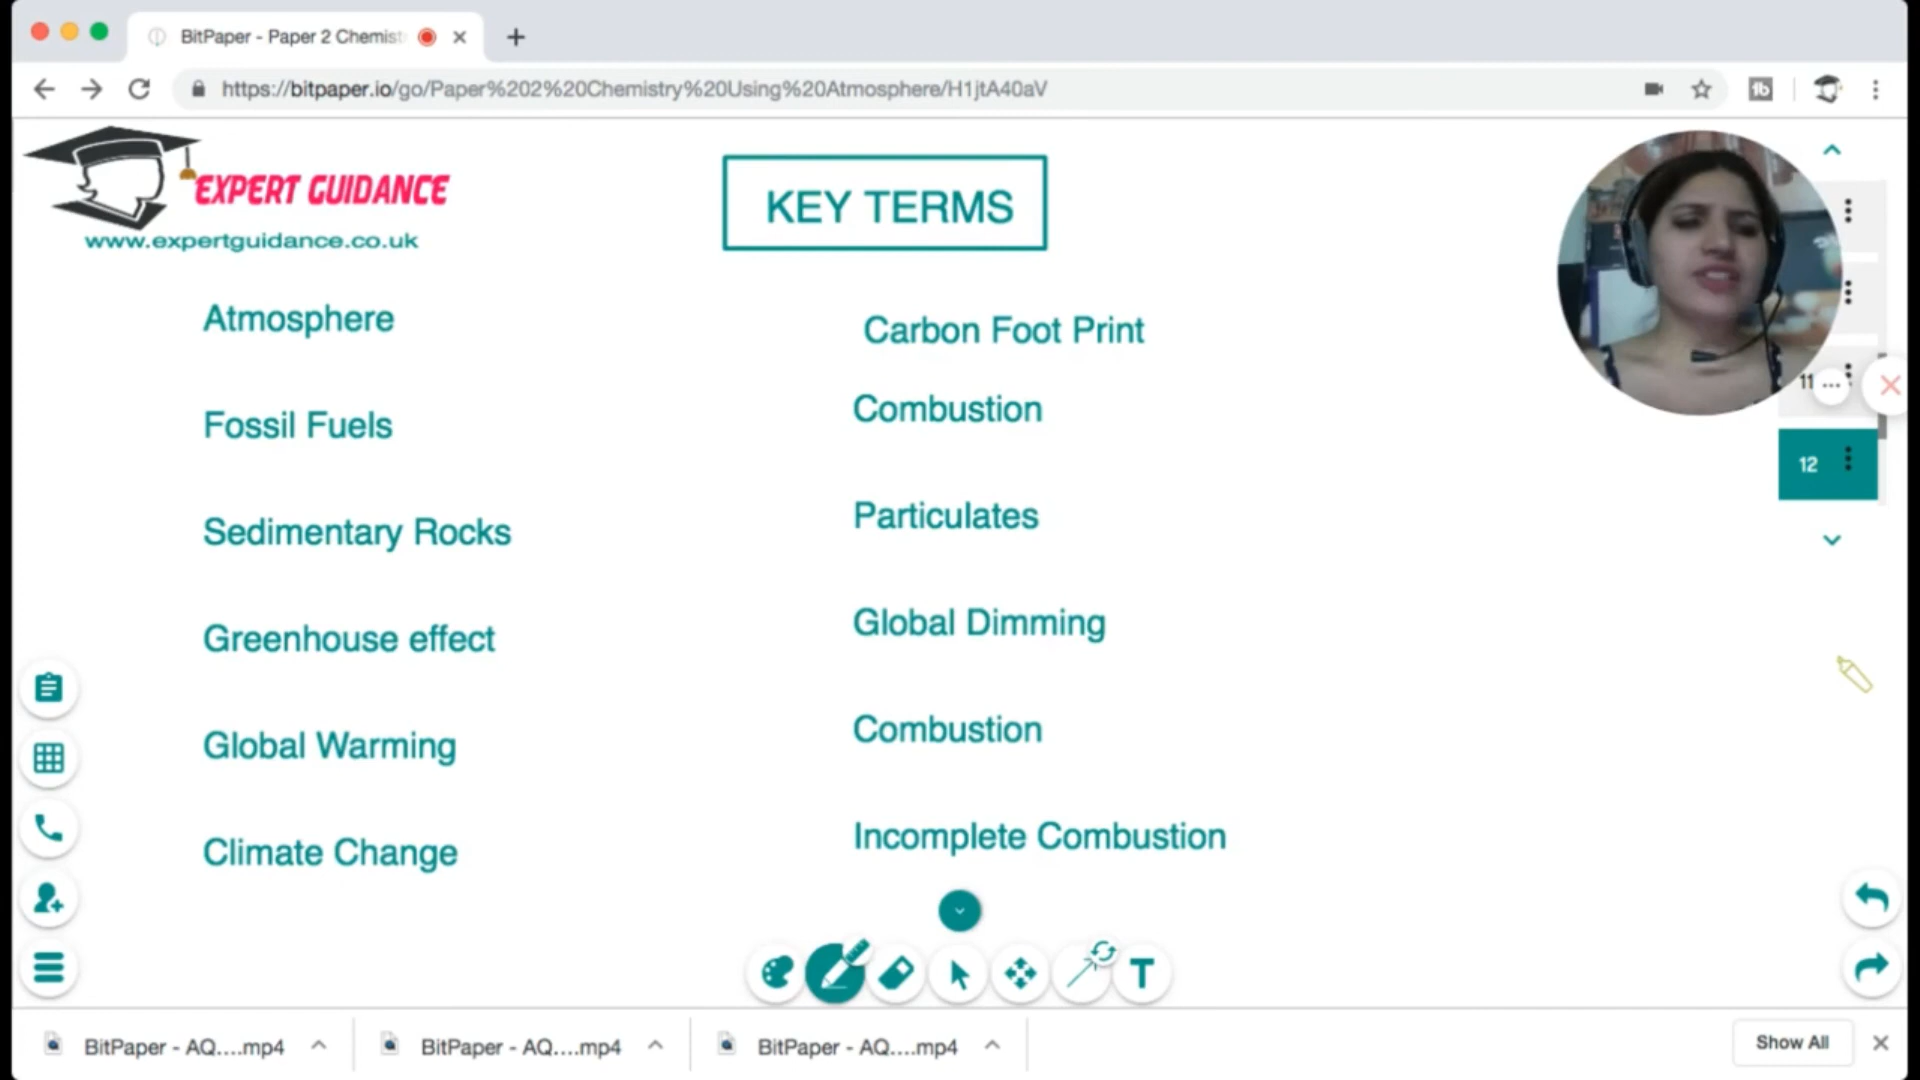 BitPaper - Paper 2 Chemist
https://bitpaper.io/go/Paper%202%20Chemistry%20Using%20Atmosphere/H1jtA40aV
EXPERT GUIDANCE
www.expertguidance.co.uk
KEY TERMS
Atmosphere
Fossil Fuels
Sedimentary Rocks
Greenhouse effect
Global Warming
Climate Change
Carbon Foot Print
Combustion
Particulates
Global Dimming
Combustion
Incomplete Combustion
11
12
T
BitPaper - AQ....mp4
BitPaper - AQ....mp4
BitPaper - AQ....mp4
Show All